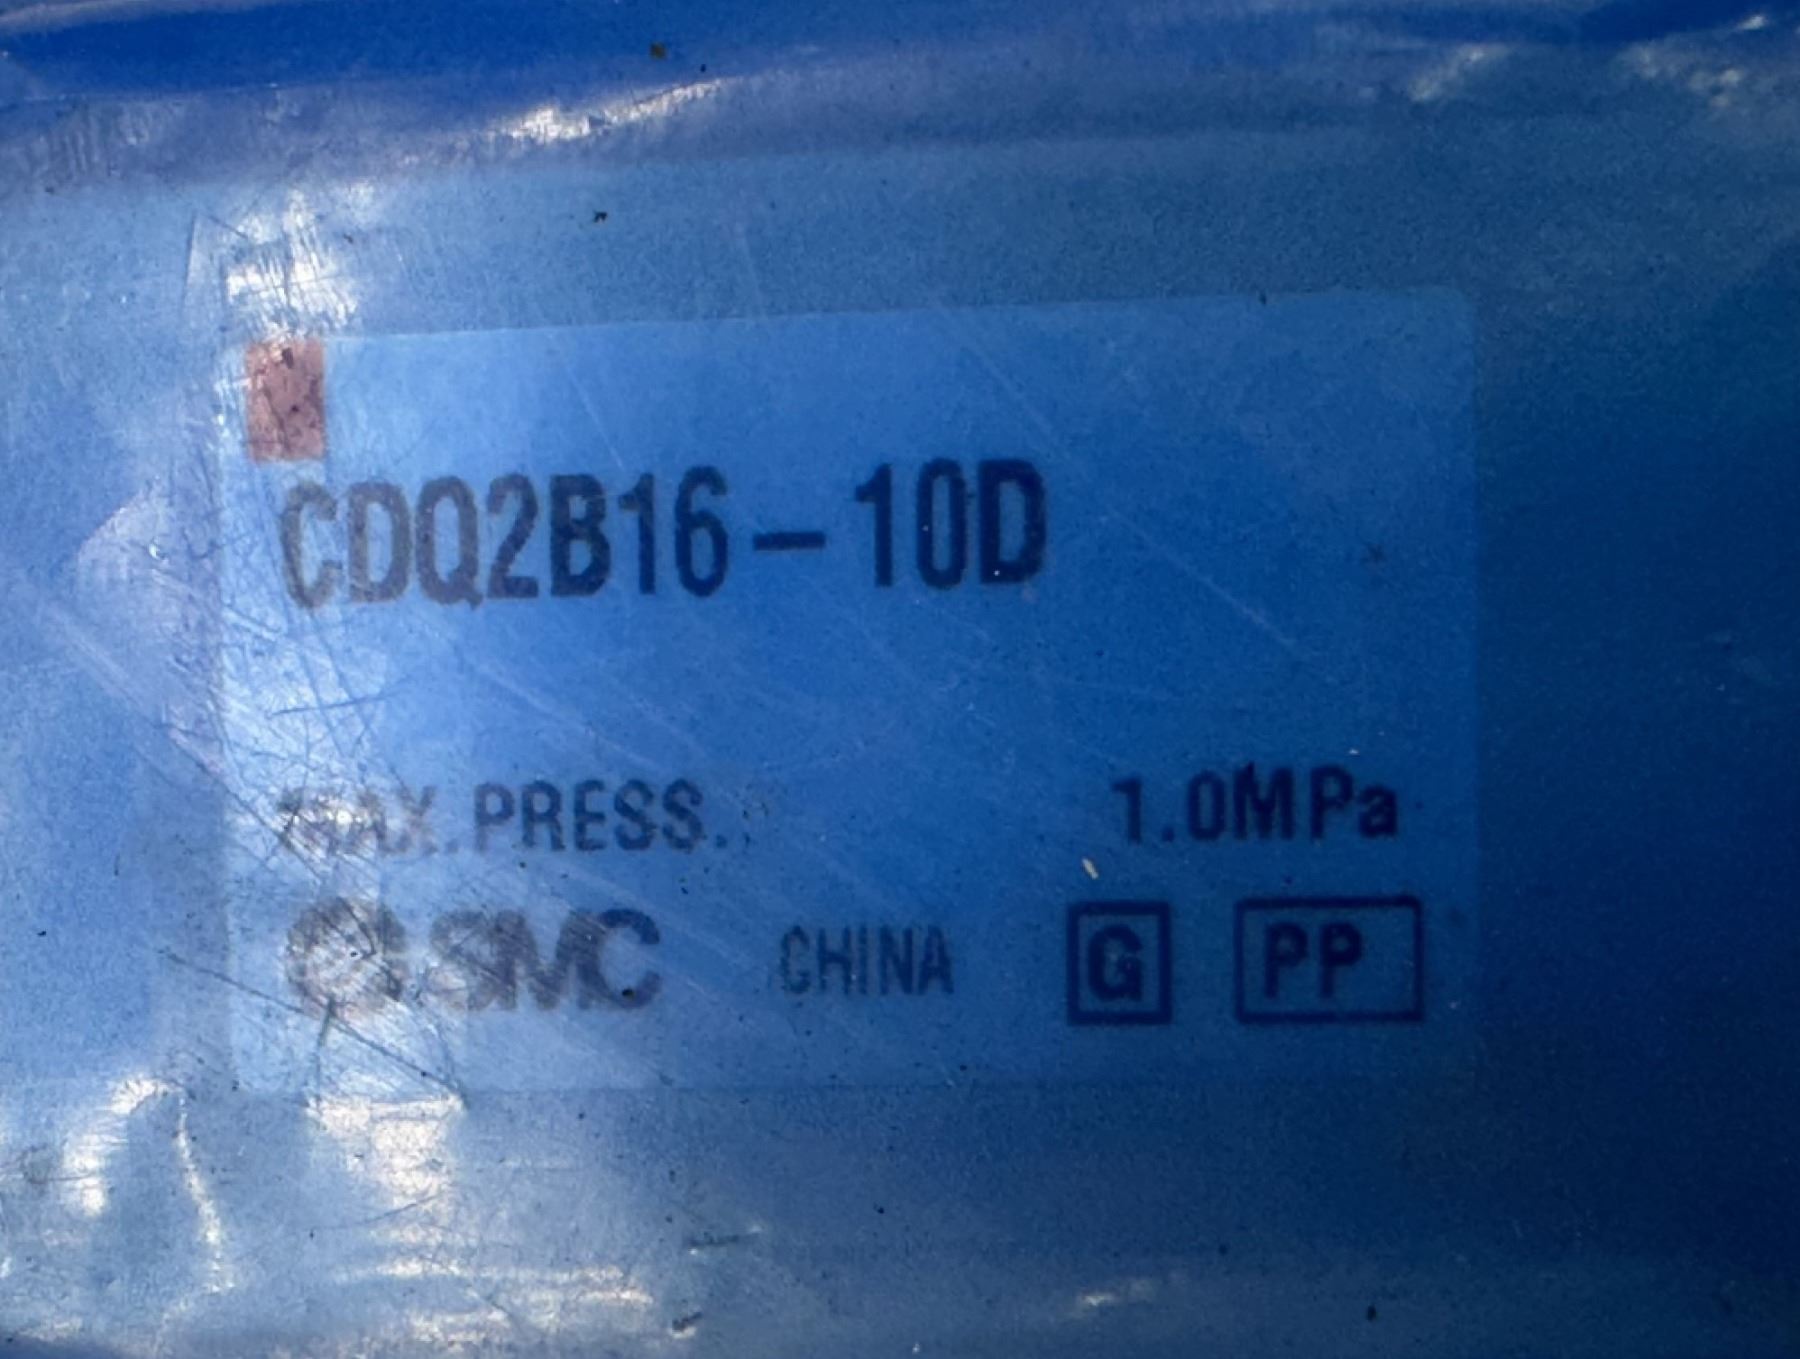 CDQ2B16-10D
MAX.PRESS. 1.0MPa
SMC CHINA G PP